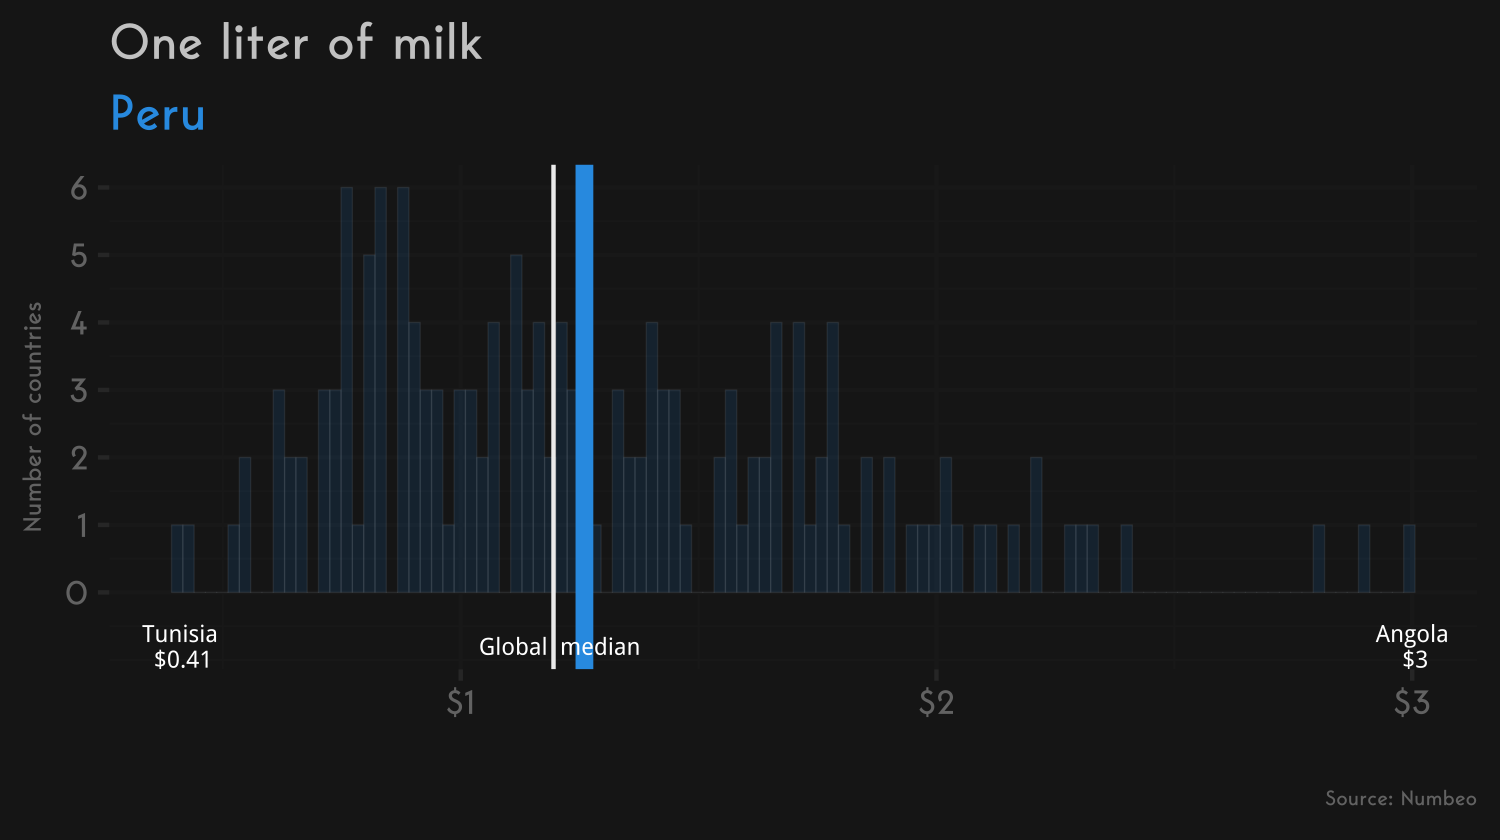 One liter of milk
Peru
Number of countries
6
5
4
3
2
1
0
Tunisia
$0.41
Global median
Angola
$3
$1
$2
$3
Source: Numbeo